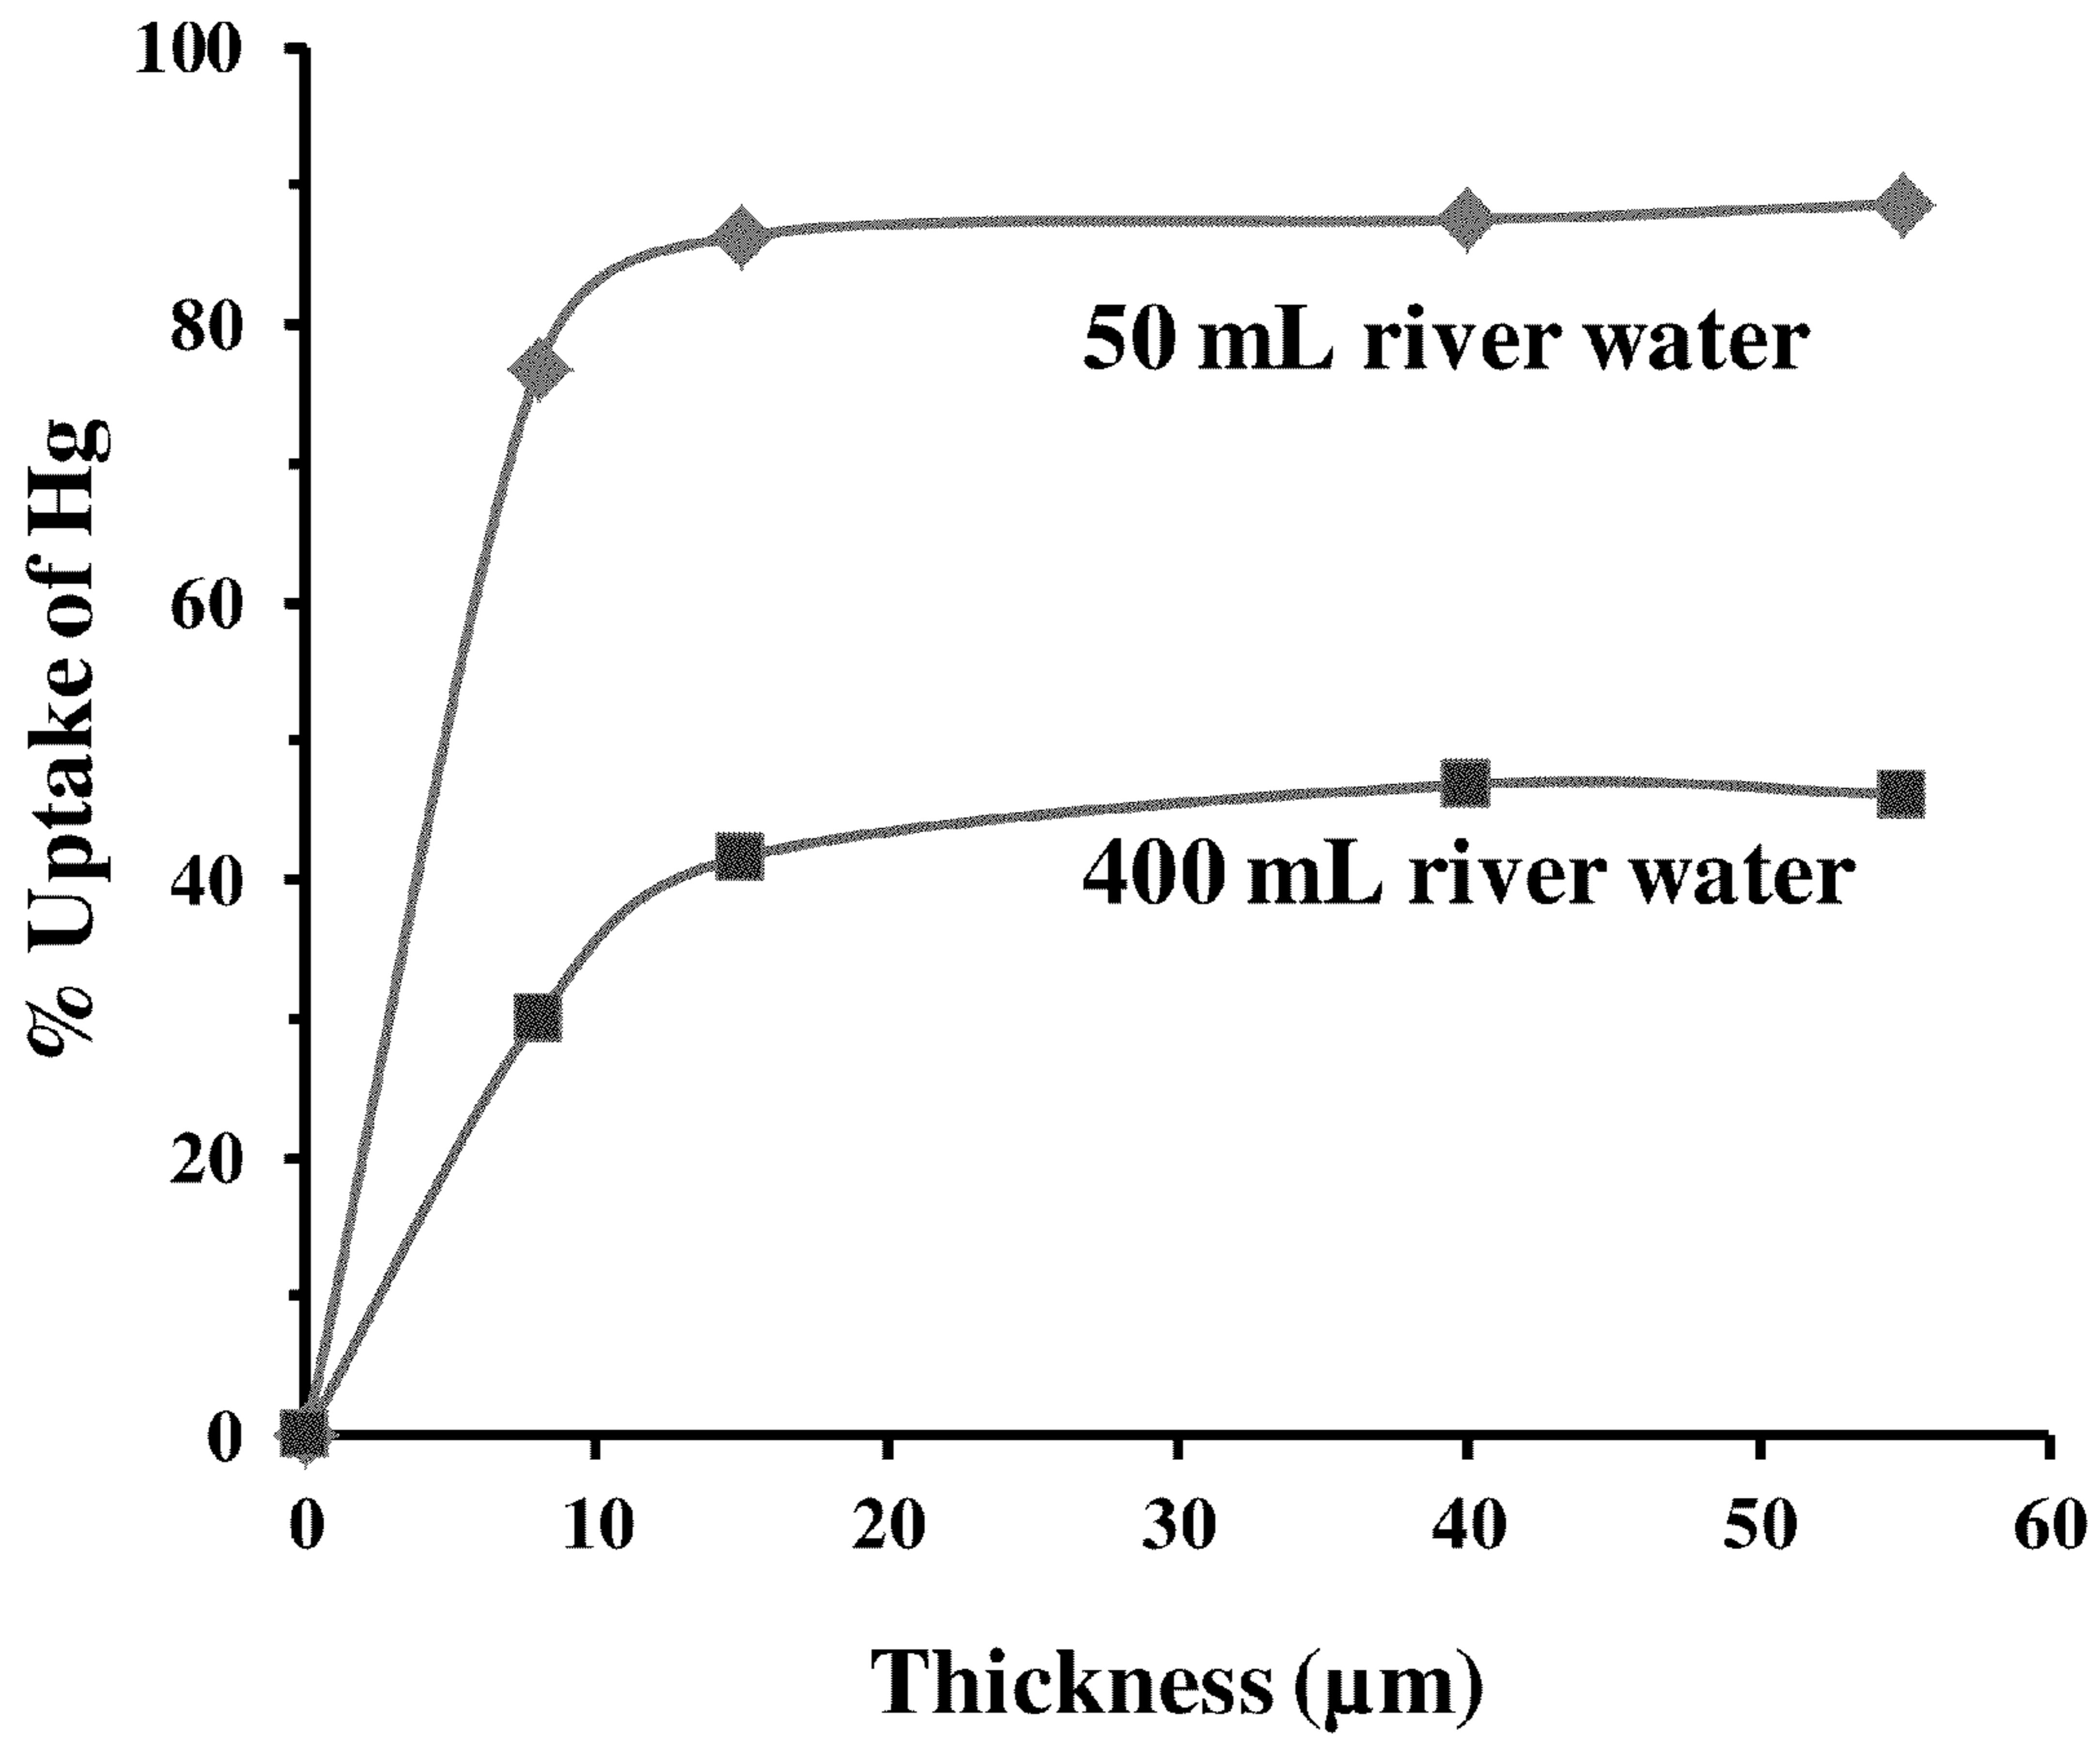 100
80
60
40
20
0
% Uptake of Hg
50 mL river water
400 mL river water
0 10 20 30 40 50 60
Thickness (µm)